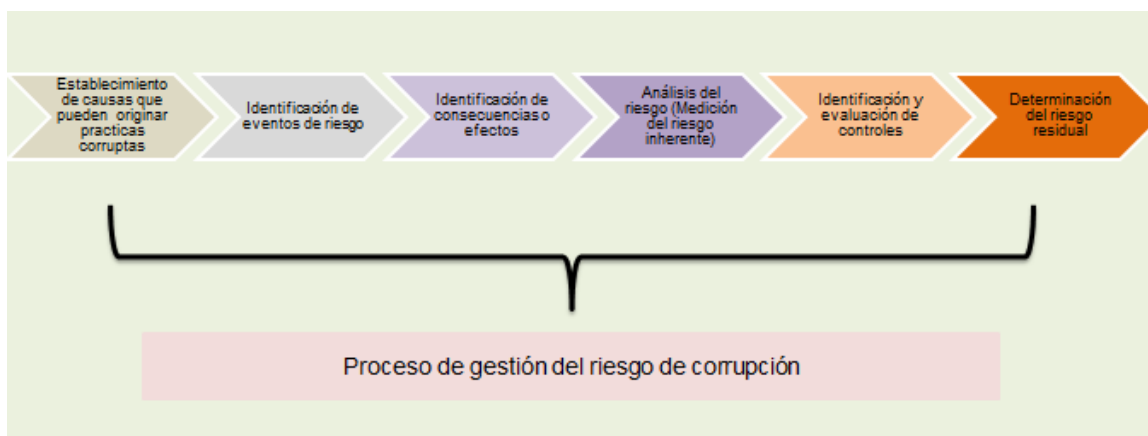 Establecimiento
de causas que
pueden originar
practicas
corruptas
Identificación de
eventos de riesgo
Identificación de
consecuencias o
efectos
Análisis del
riesgo (Medición
del riesgo
inherente)
Identificación y
evaluación de
controles
Determinación
del riesgo
residual
Proceso de gestión del riesgo de corrupción